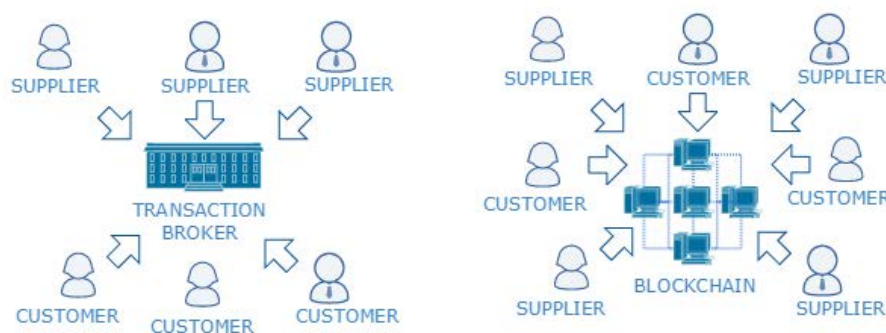 SUPPLIER
SUPPLIER
SUPPLIER
TRANSACTION
BROKER
CUSTOMER
CUSTOMER
CUSTOMER
SUPPLIER
CUSTOMER
SUPPLIER
CUSTOMER
CUSTOMER
SUPPLIER
BLOCKCHAIN
SUPPLIER